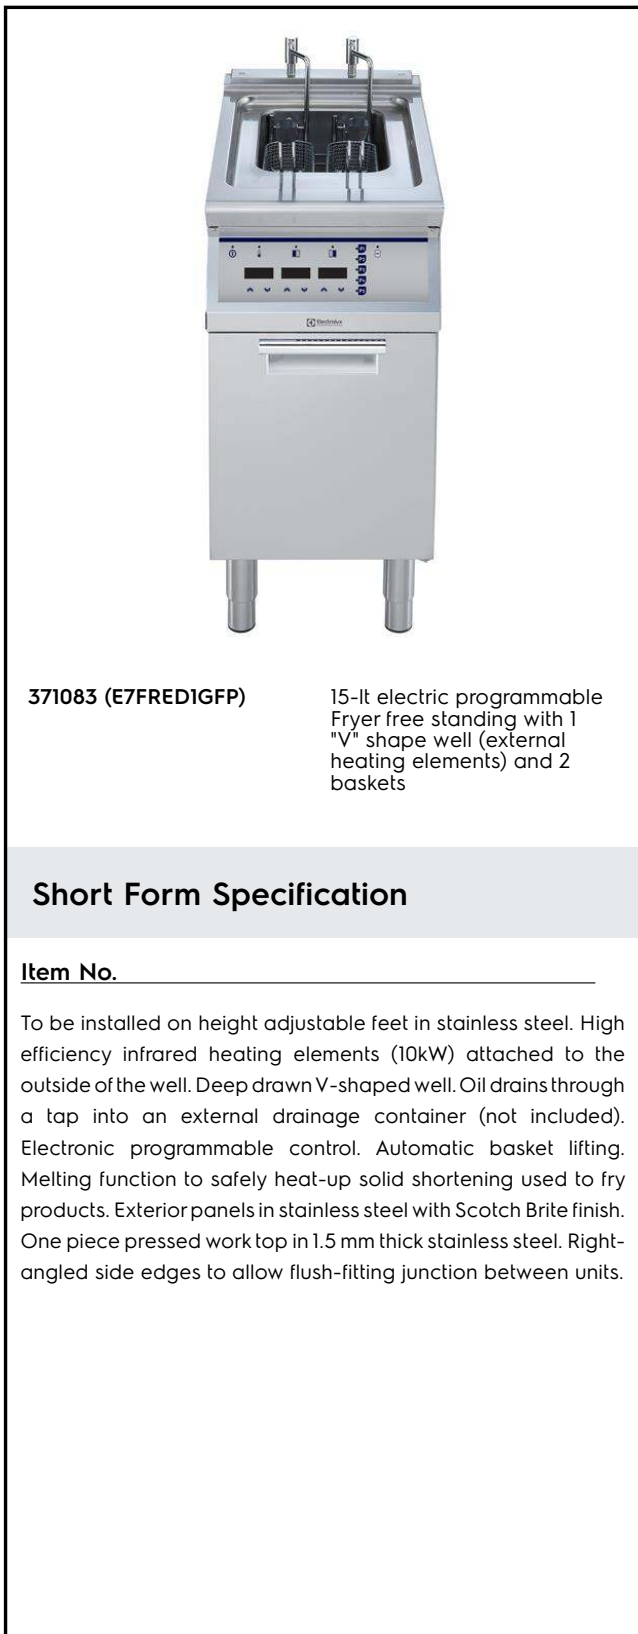 Electrolux
371083 (E7FRED1GFP)
15-lt electric programmable
Fryer free standing with 1
"V" shape well (external
heating elements) and 2
baskets
Short Form Specification
Item No.
To be installed on height adjustable feet in stainless steel. High
efficiency infrared heating elements (10kW) attached to the
outside of the well. Deep drawn V-shaped well. Oil drains through
a tap into an external drainage container (not included).
Electronic programmable control. Automatic basket lifting.
Melting function to safely heat-up solid shortening used to fry
products. Exterior panels in stainless steel with Scotch Brite finish.
One piece pressed work top in 1.5 mm thick stainless steel. Right-
angled side edges to allow flush-fitting junction between units.